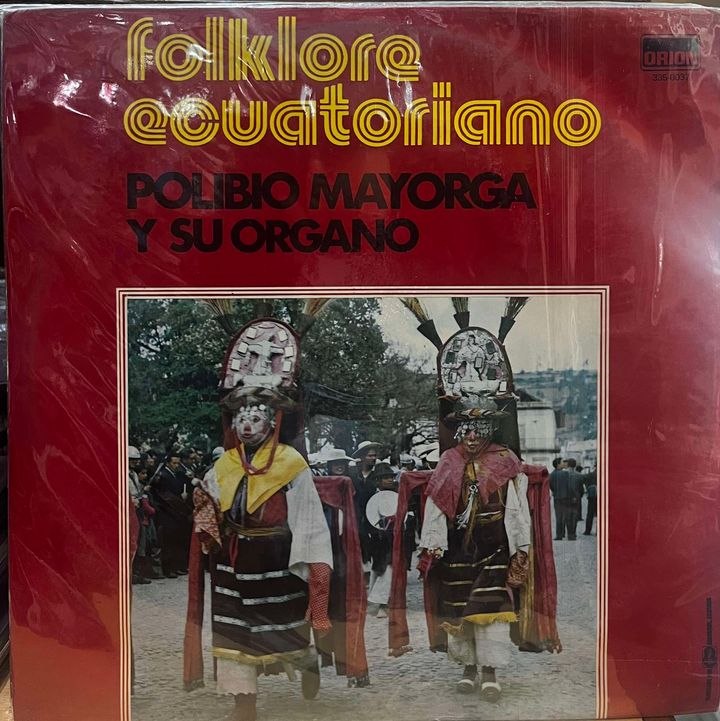 folklore
ORION
335-0037
ecuatoriano
POLIBIO MAYORGA
Y SU ORGANO